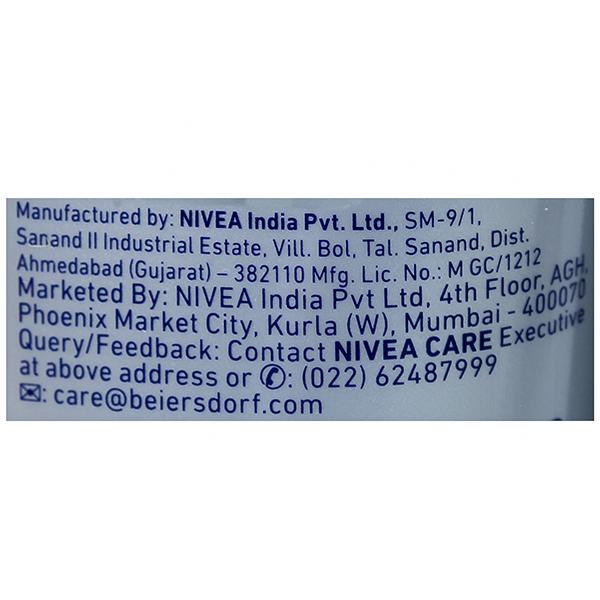 Manufactured by: NIVEA India Pvt. Ltd., SM-9/1,
Sanand II Industrial Estate, Vill. Bol, Tal. Sanand, Dist.
Ahmedabad (Gujarat) – 382110 Mfg. Lic. No.: M GC/1212
Marketed By: NIVEA India Pvt Ltd, 4th Floor, AGH,
Phoenix Market City, Kurla (W), Mumbai - 400070
Query/Feedback: Contact NIVEA CARE Executive
at above address or ✆: (022) 62487999
✉: care@beiersdorf.com